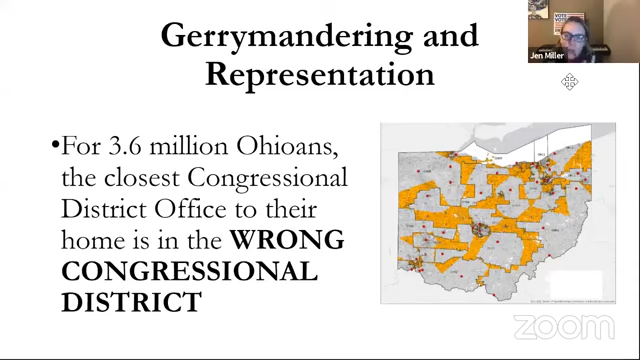 Gerrymandering and
Representation
Jen Miller
•For 3.6 million Ohioans,
the closest Congressional
District Office to their
home is in the WRONG
CONGRESSIONAL
DISTRICT
zoom